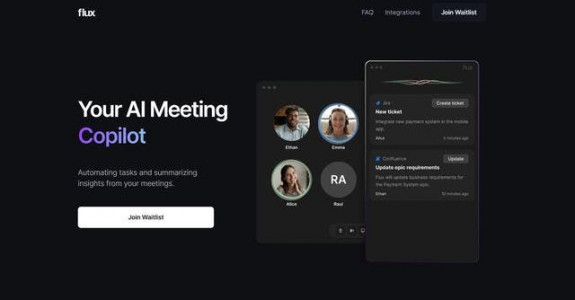 flux
FAQ
Integrations
Join Waitlist
Your AI Meeting
Copilot
Automating tasks and summarizing
insights from your meetings.
Join Waitlist
Ethan
Emma
Alice
RA
Raul
flux
Jira
Create ticket
New ticket
Integrate new payment system in the mobile
app
Alice
5 minutes ago
Confluence
Update
Update epic requirements
Flux will update business requirements for
the Payment System epic.
Ethan
10 minutes ago